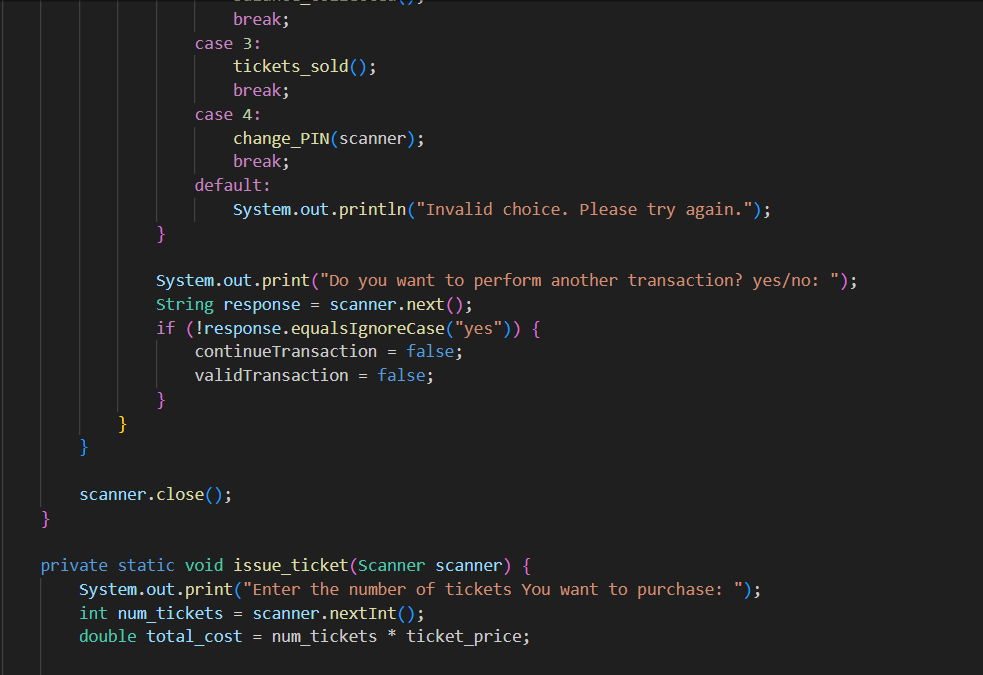 break;
case 3:
tickets_sold();
break;
case 4:
change_PIN(scanner);
break;
default:
System.out.println("Invalid choice. Please try again.");
}
System.out.print("Do you want to perform another transaction? yes/no: ");
String response = scanner.next();
if (!response.equalsIgnoreCase("yes")) {
continueTransaction = false;
validTransaction = false;
}
}
}
scanner.close();
}
private static void issue_ticket(Scanner scanner) {
System.out.print("Enter the number of tickets You want to purchase: ");
int num_tickets = scanner.nextInt();
double total_cost = num_tickets * ticket_price;